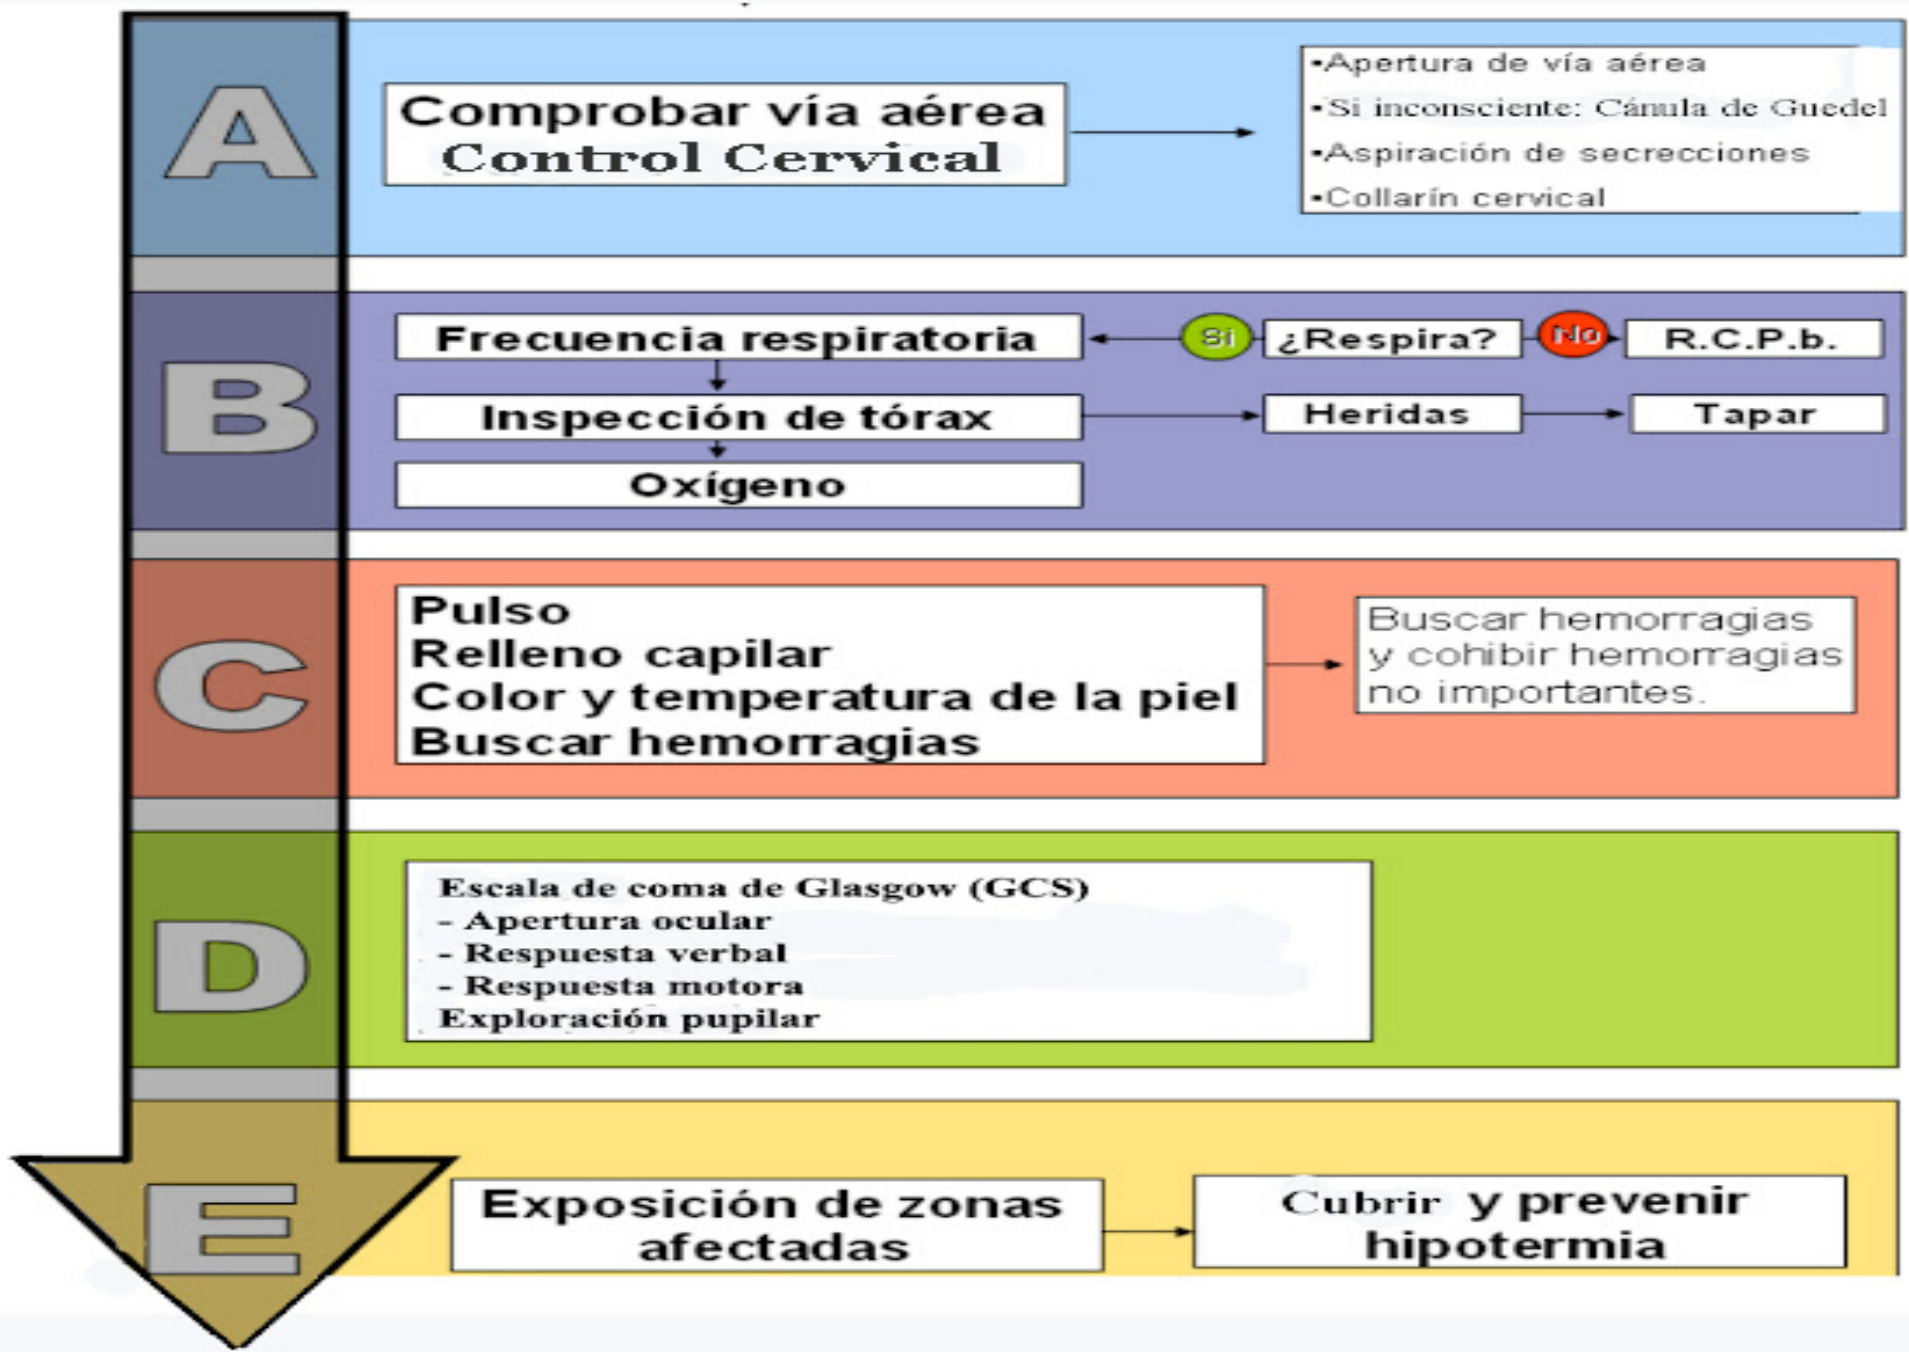 A
Comprobar vía aérea
Control Cervical
•Apertura de vía aérea
•Si inconsciente: Cánula de Guedel
•Aspiración de secrecciones
•Collarín cervical
B
Frecuencia respiratoria
Si
¿Respira?
No
R.C.P.b.
Inspección de tórax
Heridas
Tapar
Oxígeno
C
Pulso
Relleno capilar
Color y temperatura de la piel
Buscar hemorragias
Buscar hemorragias
y cohibir hemorragias
no importantes.
D
Escala de coma de Glasgow (GCS)
- Apertura ocular
- Respuesta verbal
- Respuesta motora
Exploración pupilar
E
Exposición de zonas
afectadas
Cubrir y prevenir
hipotermia